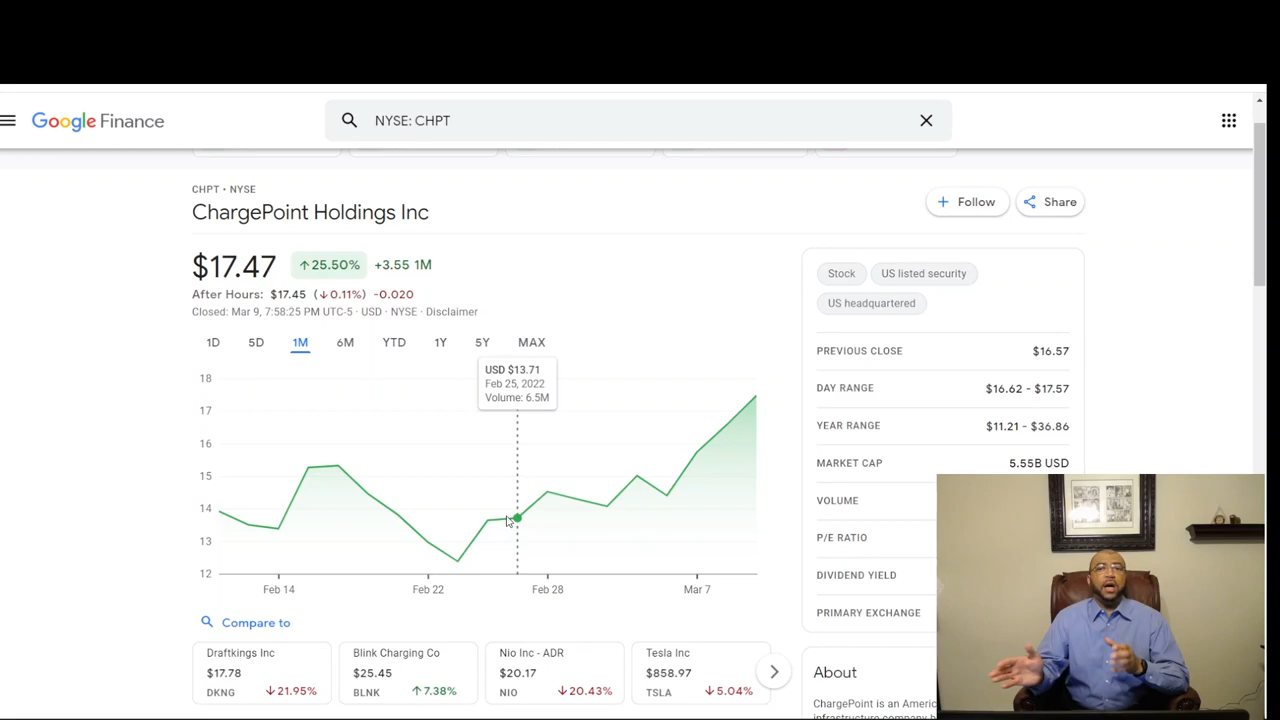 Google Finance
NYSE: CHPT
CHPT • NYSE
ChargePoint Holdings Inc
Follow
Share
$17.47
↑25.50%
+3.55 1M
After Hours: $17.45 (↓0.11%) -0.020
Closed: Mar 9, 7:58:25 PM UTC-5 · USD · NYSE · Disclaimer
1D 5D 1M 6M YTD 1Y 5Y MAX
USD $13.71
Feb 25, 2022
Volume: 6.5M
18
17
16
15
14
13
12
Feb 14 Feb 22 Feb 28 Mar 7
Compare to
Draftkings Inc
$17.78
DKNG ↓21.95%
Blink Charging Co
$25.45
BLNK ↑7.38%
Nio Inc - ADR
$20.17
NIO ↓20.43%
Tesla Inc
$858.97
TSLA ↓5.04%
Stock
US listed security
US headquartered
PREVIOUS CLOSE $16.57
DAY RANGE $16.62 - $17.57
YEAR RANGE $11.21 - $36.86
MARKET CAP 5.55B USD
VOLUME
P/E RATIO
DIVIDEND YIELD
PRIMARY EXCHANGE
About
ChargePoint is an Americ
infrastructure company b